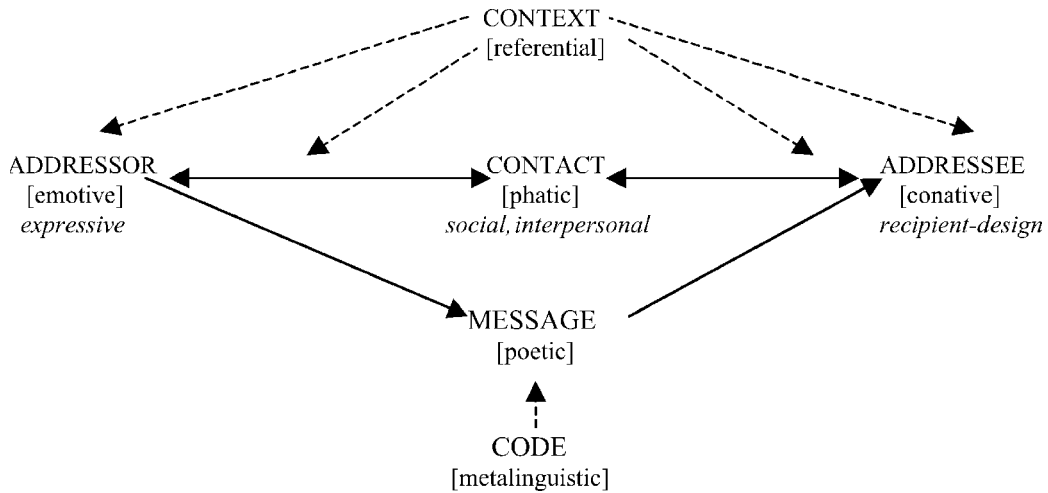 CONTEXT
[referential]
ADDRESSOR
[emotive]
expressive
CONTACT
[phatic]
social, interpersonal
ADDRESSEE
[conative]
recipient-design
MESSAGE
[poetic]
CODE
[metalinguistic]